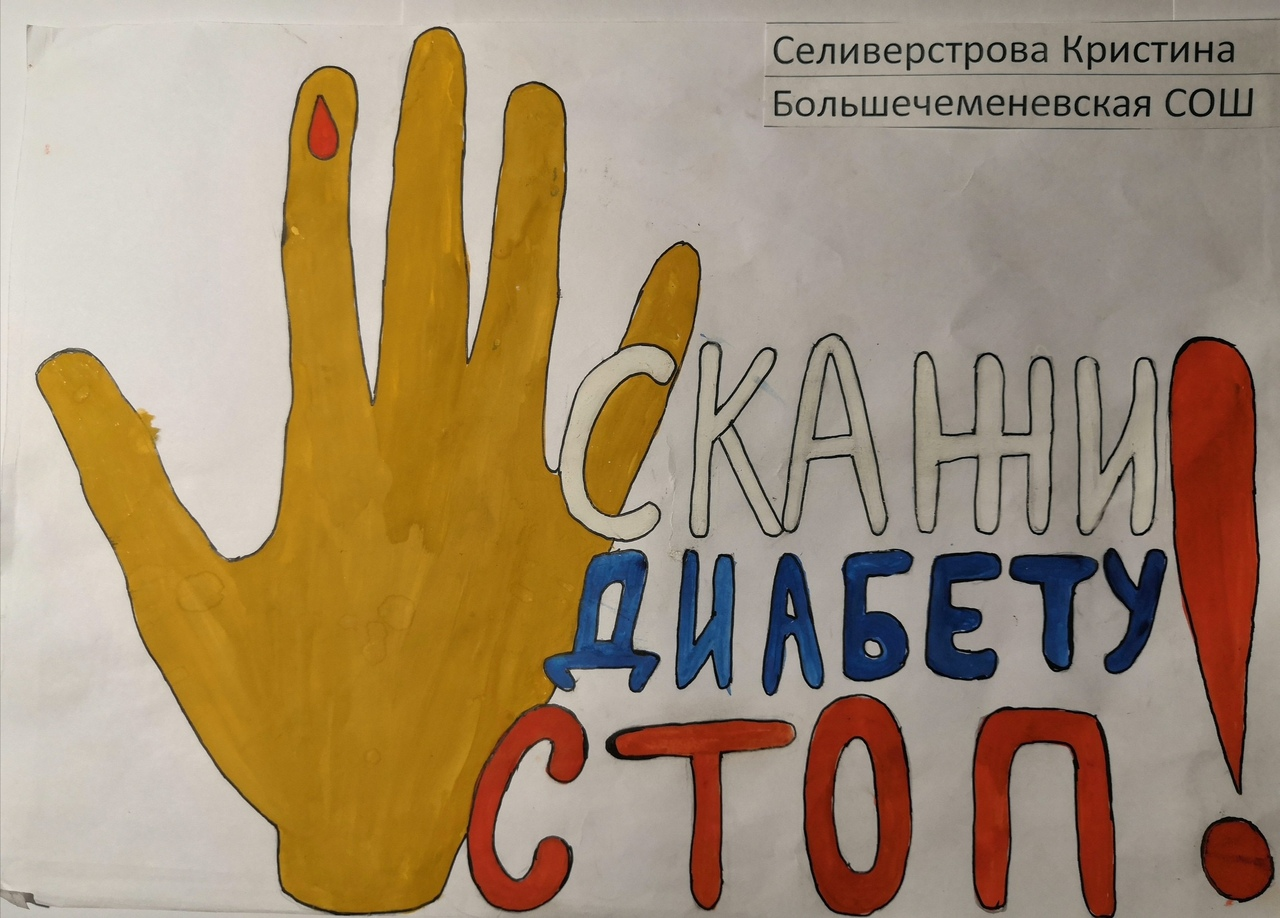 Селиверстрова Кристина
Большечеменевская СОШ
СКАЖИ
ДИАБЕТУ
СТОП!